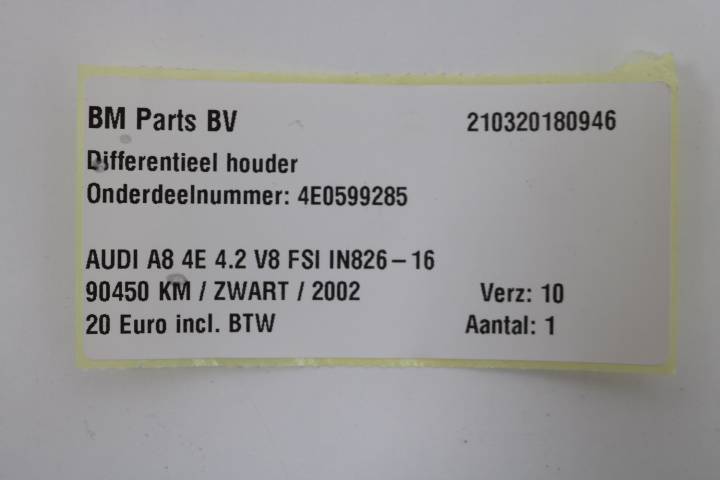 BM Parts BV 210320180946
Differentieel houder
Onderdeelnummer: 4E0599285
AUDI A8 4E 4.2 V8 FSI IN826-16
90450 KM / ZWART / 2002 Verz: 10
20 Euro incl. BTW Aantal: 1